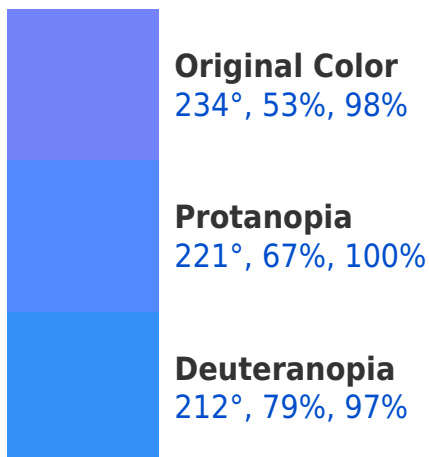 Original Color
234°, 53%, 98%
Protanopia
221°, 67%, 100%
Deuteranopia
212°, 79%, 97%